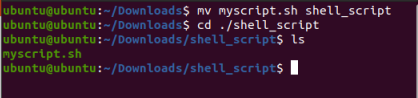 ubuntu@ubuntu:~/Downloads$ mv myscript.sh shell_script
ubuntu@ubuntu:~/Downloads$ cd ./shell_script
ubuntu@ubuntu:~/Downloads/shell_script$ ls
myscript.sh
ubuntu@ubuntu:~/Downloads/shell_script$